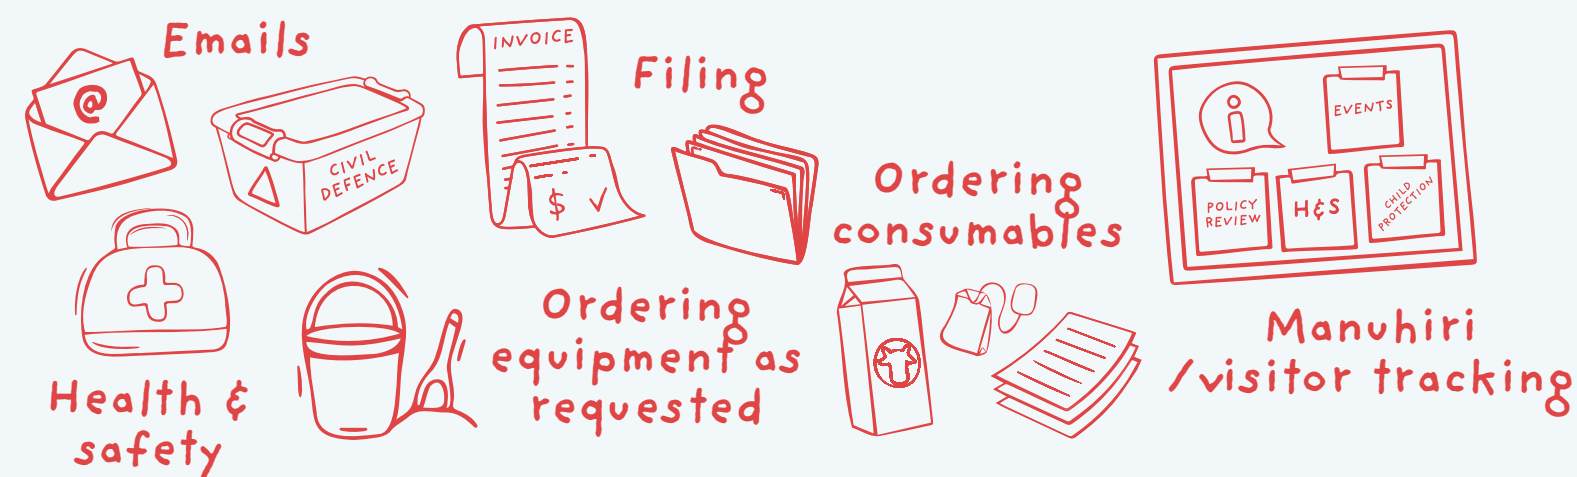 Emails
@
CIVIL
DEFENCE
Health &
safety
INVOICE
$
Filing
Ordering
equipment as
requested
Ordering
consumables
i
EVENTS
POLICY
REVIEW
H&S
CHILD
PROTECTION
Manuhiri
/visitor tracking